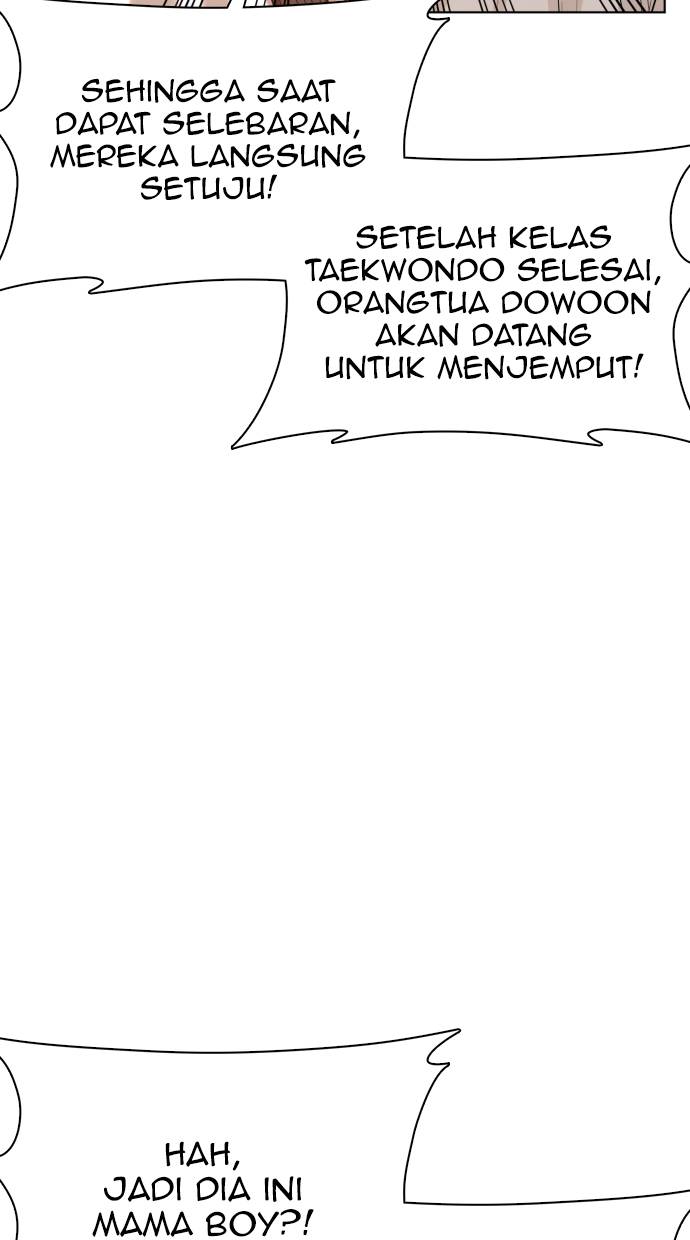 SEHINGGA SAAT
DAPAT SELEBARAN,
MEREKA LANGSUNG
SETUJU!
SETELAH KELAS
TAEKWONDO SELESAI,
ORANGTUA DOWOON
AKAN DATANG
UNTUK MENJEMPUT!
HAH,
JADI DIA INI
MAMA BOY?!